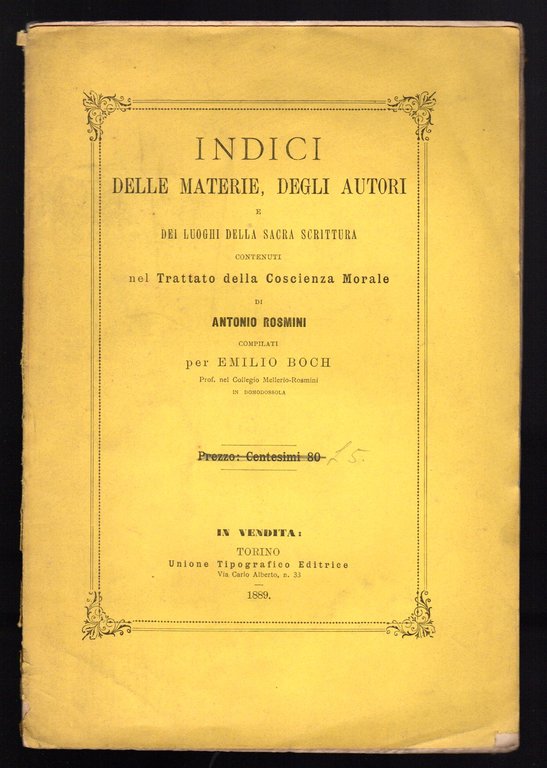 INDICI
DELLE MATERIE, DEGLI AUTORI
E
DEI LUOGHI DELLA SACRA SCRITTURA
CONTENUTI
nel Trattato della Coscienza Morale
DI
ANTONIO ROSMINI
COMPILATI
per EMILIO BOCH
Prof. nel Collegio Mellerio-Rosmini
IN DOMODOSSOLA
Prezzo: Centesimi 80 £ 5.
IN VENDITA:
TORINO
Unione Tipografico Editrice
Via Carlo Alberto, n. 33
1889.